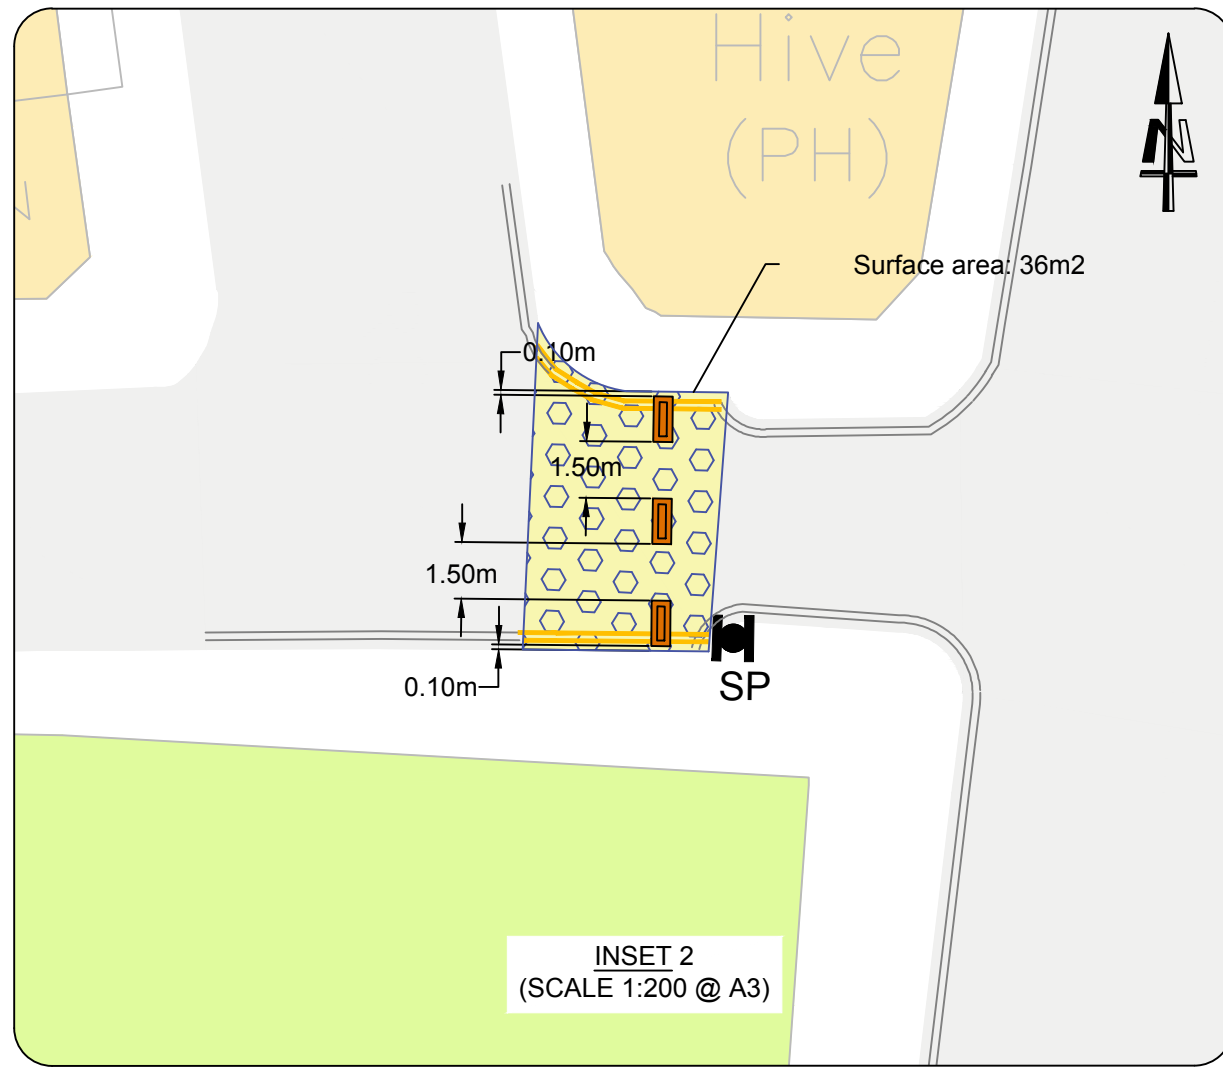 Hive
(PH)
N
Surface area: 36m2
0.10m
1.50m
1.50m
0.10m
SP
INSET 2
(SCALE 1:200 @ A3)